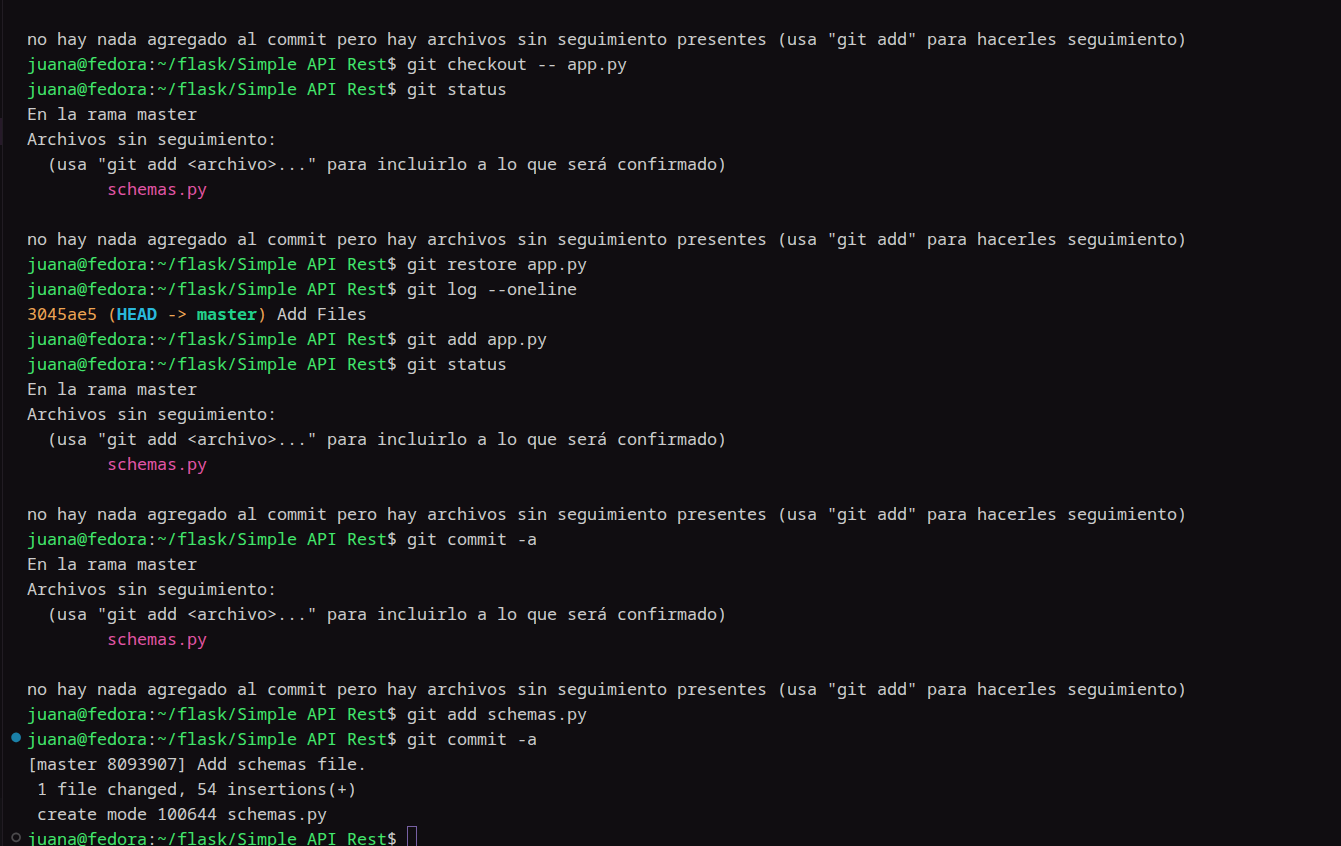 no hay nada agregado al commit pero hay archivos sin seguimiento presentes (usa "git add" para hacerles seguimiento)
juana@fedora:~/flask/Simple API Rest$ git checkout -- app.py
juana@fedora:~/flask/Simple API Rest$ git status
En la rama master
Archivos sin seguimiento:
  (usa "git add <archivo>..." para incluirlo a lo que será confirmado)
        schemas.py

no hay nada agregado al commit pero hay archivos sin seguimiento presentes (usa "git add" para hacerles seguimiento)
juana@fedora:~/flask/Simple API Rest$ git restore app.py
juana@fedora:~/flask/Simple API Rest$ git log --oneline
3045ae5 (HEAD -> master) Add Files
juana@fedora:~/flask/Simple API Rest$ git add app.py
juana@fedora:~/flask/Simple API Rest$ git status
En la rama master
Archivos sin seguimiento:
  (usa "git add <archivo>..." para incluirlo a lo que será confirmado)
        schemas.py

no hay nada agregado al commit pero hay archivos sin seguimiento presentes (usa "git add" para hacerles seguimiento)
juana@fedora:~/flask/Simple API Rest$ git commit -a
En la rama master
Archivos sin seguimiento:
  (usa "git add <archivo>..." para incluirlo a lo que será confirmado)
        schemas.py

no hay nada agregado al commit pero hay archivos sin seguimiento presentes (usa "git add" para hacerles seguimiento)
juana@fedora:~/flask/Simple API Rest$ git add schemas.py
juana@fedora:~/flask/Simple API Rest$ git commit -a
[master 8093907] Add schemas file.
 1 file changed, 54 insertions(+)
 create mode 100644 schemas.py
juana@fedora:~/flask/Simple API Rest$